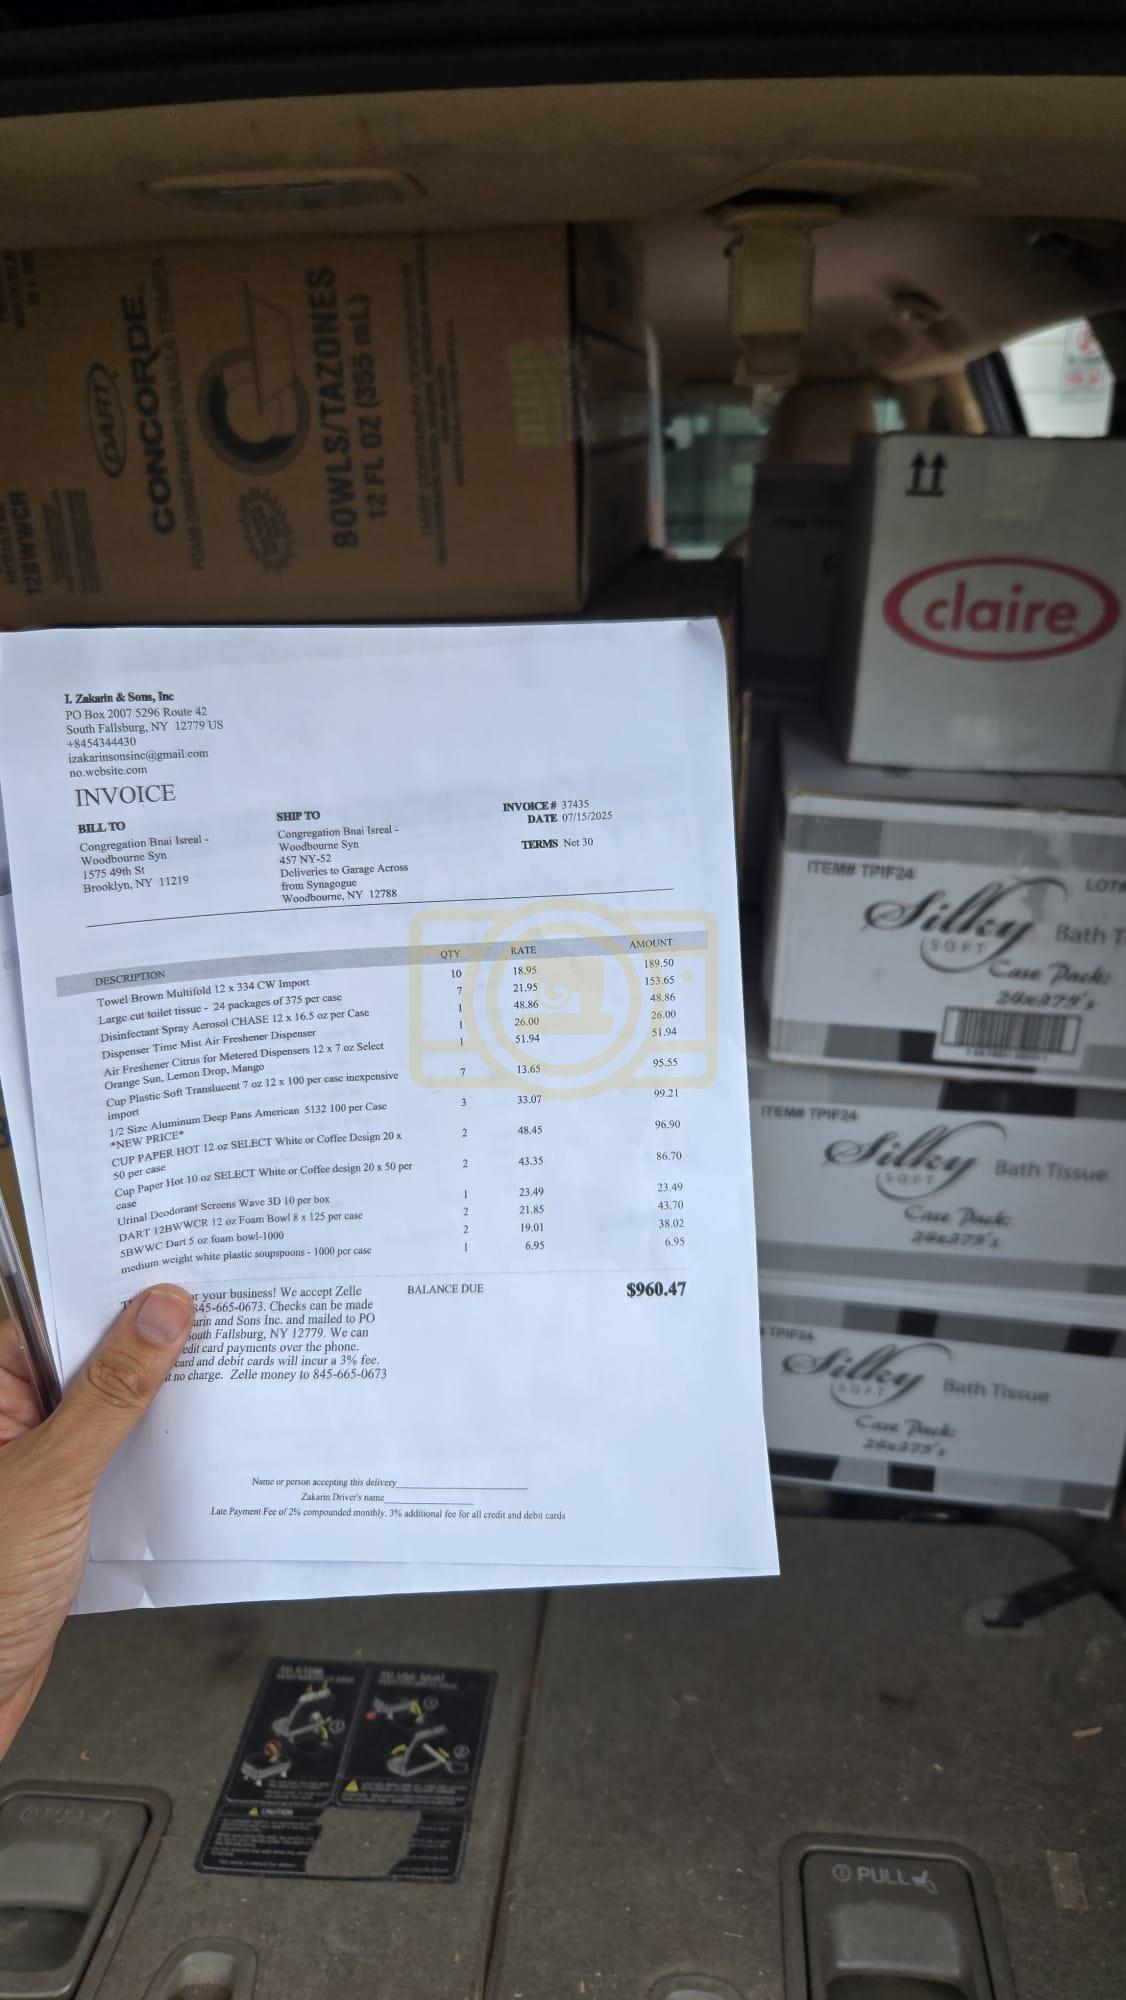 DART
CONCORDE
BOWLS/TAZONES
12 FL OZ (355 mL)
12BWWCR
claire
ITEM# TPIF24
LOT#
Silky
SOFT
Bath T
Case Pack:
24x375's
ITEM# TPIF24
Silky
SOFT
Bath Tissue
Case Pack:
24x375's
TPIF24
Silky
SOFT
Bath Tissue
Case Pack:
24x375's
I. Zakarin & Sons, Inc
PO Box 2007 5296 Route 42
South Fallsburg, NY 12779 US
+8454344430
izakarinsonsinc@gmail.com
no.website.com
INVOICE
BILL TO
Congregation Bnai Isreal -
Woodbourne Syn
1575 49th St
Brooklyn, NY 11219
SHIP TO
Congregation Bnai Isreal -
Woodbourne Syn
457 NY-52
Deliveries to Garage Across
from Synagogue
Woodbourne, NY 12788
INVOICE # 37435
DATE 07/15/2025
TERMS Net 30
DESCRIPTION QTY RATE AMOUNT
Towel Brown Multifold 12 x 334 CW Import 10 18.95 189.50
Large cut toilet tissue - 24 packages of 375 per case 7 21.95 153.65
Disinfectant Spray Aerosol CHASE 12 x 16.5 oz per Case 1 48.86 48.86
Dispenser Time Mist Air Freshener Dispenser 1 26.00 26.00
Air Freshener Citrus for Metered Dispensers 12 x 7 oz Select 1 51.94 51.94
Orange Sun, Lemon Drop, Mango
Cup Plastic Soft Translucent 7 oz 12 x 100 per case inexpensive 7 13.65 95.55
import
1/2 Size Aluminum Deep Pans American 5132 100 per Case 3 33.07 99.21
*NEW PRICE*
CUP PAPER HOT 12 oz SELECT White or Coffee Design 20 x 2 48.45 96.90
50 per case
Cup Paper Hot 10 oz SELECT White or Coffee design 20 x 50 per 2 43.35 86.70
case
Urinal Deodorant Screens Wave 3D 10 per box 1 23.49 23.49
DART 12BWWCR 12 oz Foam Bowl 8 x 125 per case 2 21.85 43.70
5BWWC Dart 5 oz foam bowl-1000 2 19.01 38.02
medium weight white plastic soupspoons - 1000 per case 1 6.95 6.95
your business! We accept Zelle
845-665-0673. Checks can be made
and Sons Inc. and mailed to PO
South Fallsburg, NY 12779. We can
card payments over the phone.
card and debit cards will incur a 3% fee.
no charge. Zelle money to 845-665-0673
BALANCE DUE $960.47
Name or person accepting this delivery
Zakarin Driver's name
Late Payment Fee of 2% compounded monthly. 3% additional fee for all credit and debit cards
CAUTION
PULL